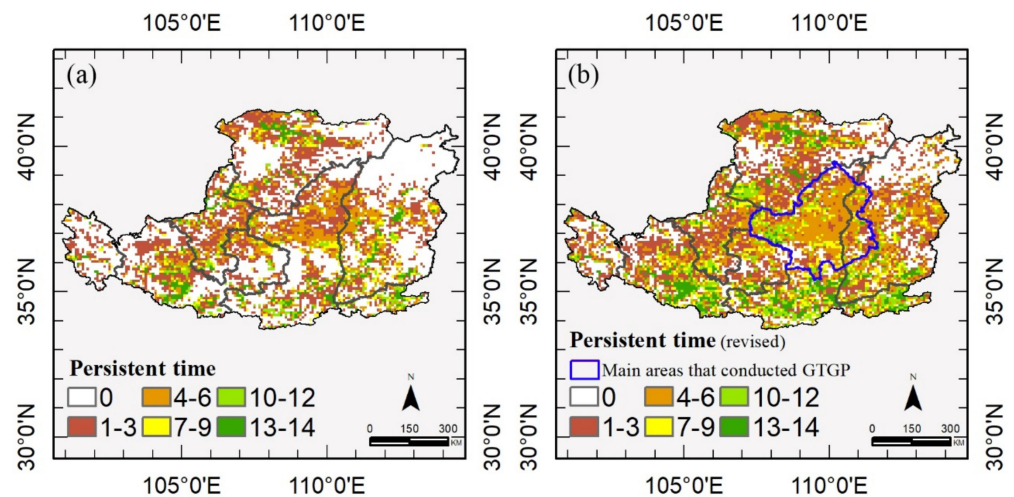 105°0'E 110°0'E 105°0'E 110°0'E
(a) (b)
40°0'N 40°0'N 40°0'N 40°0'N
35°0'N 35°0'N 35°0'N 35°0'N
30°0'N 30°0'N 30°0'N 30°0'N
Persistent time
0 4-6 10-12
1-3 7-9 13-14
N
0 150 300
KM
Persistent time (revised)
Main areas that conducted GTGP
0 4-6 10-12
1-3 7-9 13-14
N
0 150 300
KM
105°0'E 110°0'E 105°0'E 110°0'E